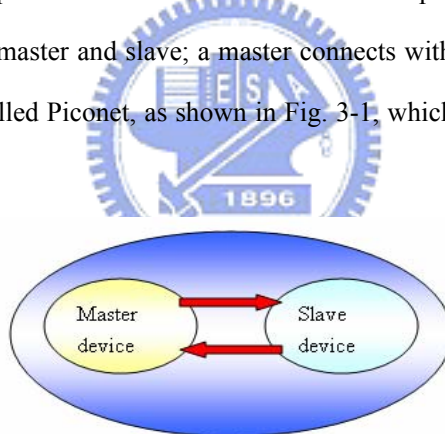 master and slave; a master connects with
lled Piconet, as shown in Fig. 3-1, which
E S
1896
Master
device
Slave
device